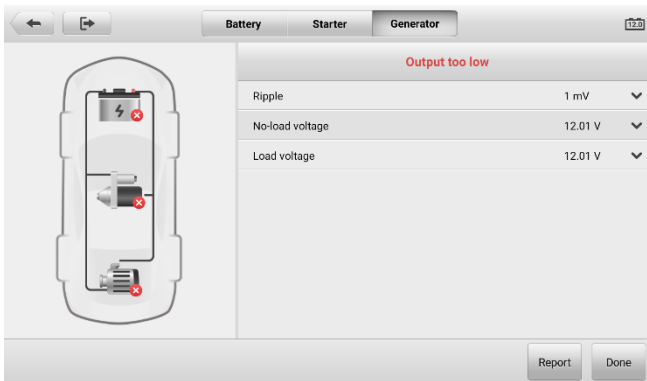 Battery Starter Generator 12.0
Output too low
Ripple 1 mV
No-load voltage 12.01 V
Load voltage 12.01 V
Report Done